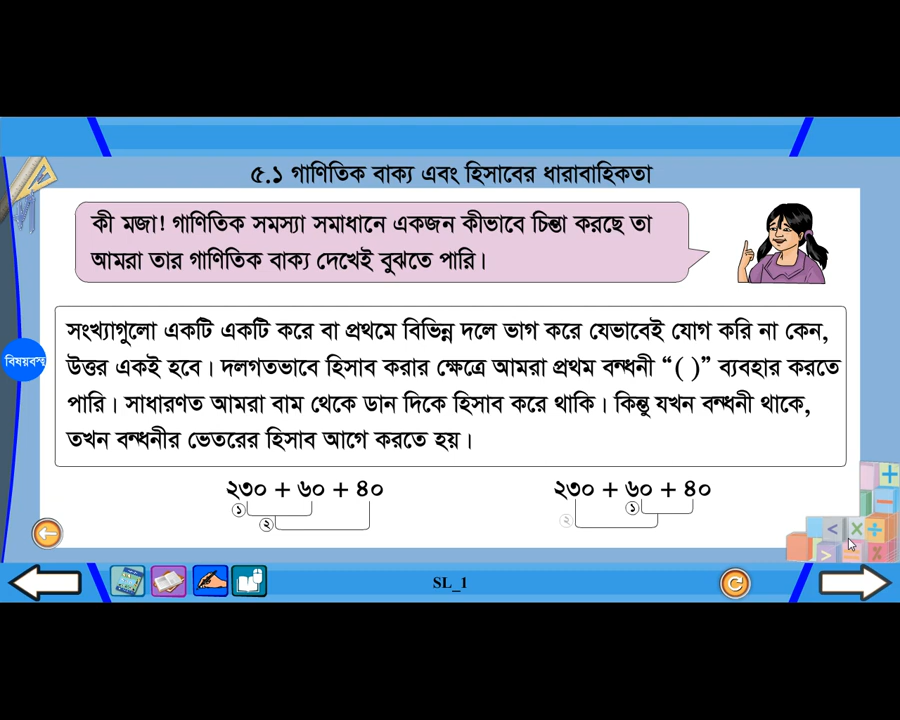 ৫.১ গাণিতিক বাক্য এবং হিসাবের ধারাবাহিকতা
কী মজা! গাণিতিক সমস্যা সমাধানে একজন কীভাবে চিন্তা করছে তা
আমরা তার গাণিতিক বাক্য দেখেই বুঝতে পারি।
সংখ্যাগুলো একটি একটি করে বা প্রথমে বিভিন্ন দলে ভাগ করে যেভাবেই যোগ করি না কেন,
বিষয়বস্তু
উত্তর একই হবে। দলগতভাবে হিসাব করার ক্ষেত্রে আমরা প্রথম বন্ধনী “( )” ব্যবহার করতে
পারি। সাধারণত আমরা বাম থেকে ডান দিকে হিসাব করে থাকি। কিন্তু যখন বন্ধনী থাকে,
তখন বন্ধনীর ভেতরের হিসাব আগে করতে হয়।
২৩০ + ৬০ + ৪০
১
২
২৩০ + ৬০ + ৪০
১
২
SL_1